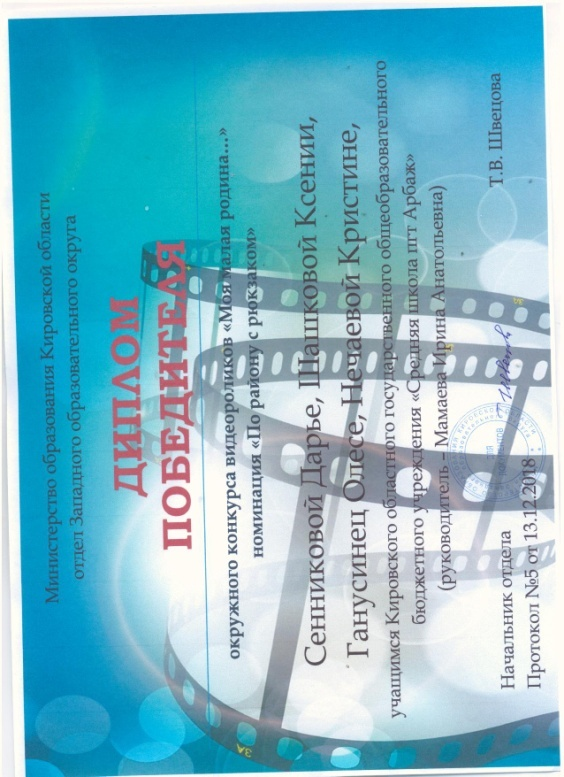 Министерство образования Кировской области
отдел Западного образовательного округа
ДИПЛОМ
ПОБЕДИТЕЛЯ
окружного конкурса видеороликов «Моя малая родина...»
номинация «По району с рюкзаком»
Сенниковой Дарье, Шашковой Ксении,
Ганусинец Олесе, Нечаевой Кристине,
учащимся Кировского областного государственного общеобразовательного
бюджетного учреждения «Средняя школа пгт Арбаж»
(руководитель – Мамаева Ирина Анатольевна)
Начальник отдела Т.В. Швецова
Протокол №5 от 13.12.2018